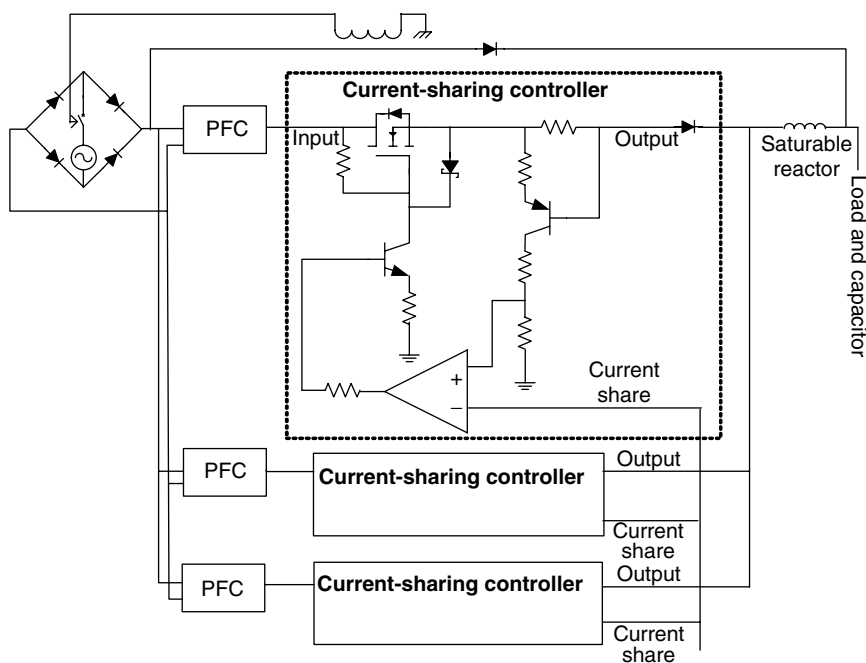 Current-sharing controller
PFC
Input
Output
Saturable
reactor
Load and capacitor
+
−
Current
share
PFC
Current-sharing controller
Output
Current
share
PFC
Current-sharing controller
Output
Current
share